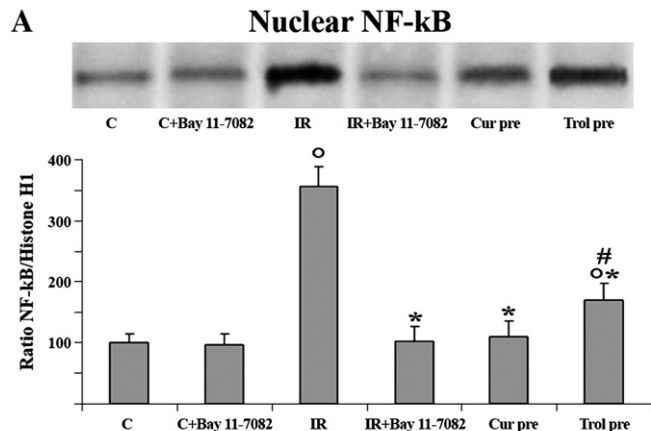 A
Nuclear NF-kB
C C+Bay 11-7082 IR IR+Bay 11-7082 Cur pre Trol pre
Ratio NF-kB/Histone H1
400
300
200
100
o
*
*
#
o*
C C+Bay 11-7082 IR IR+Bay 11-7082 Cur pre Trol pre